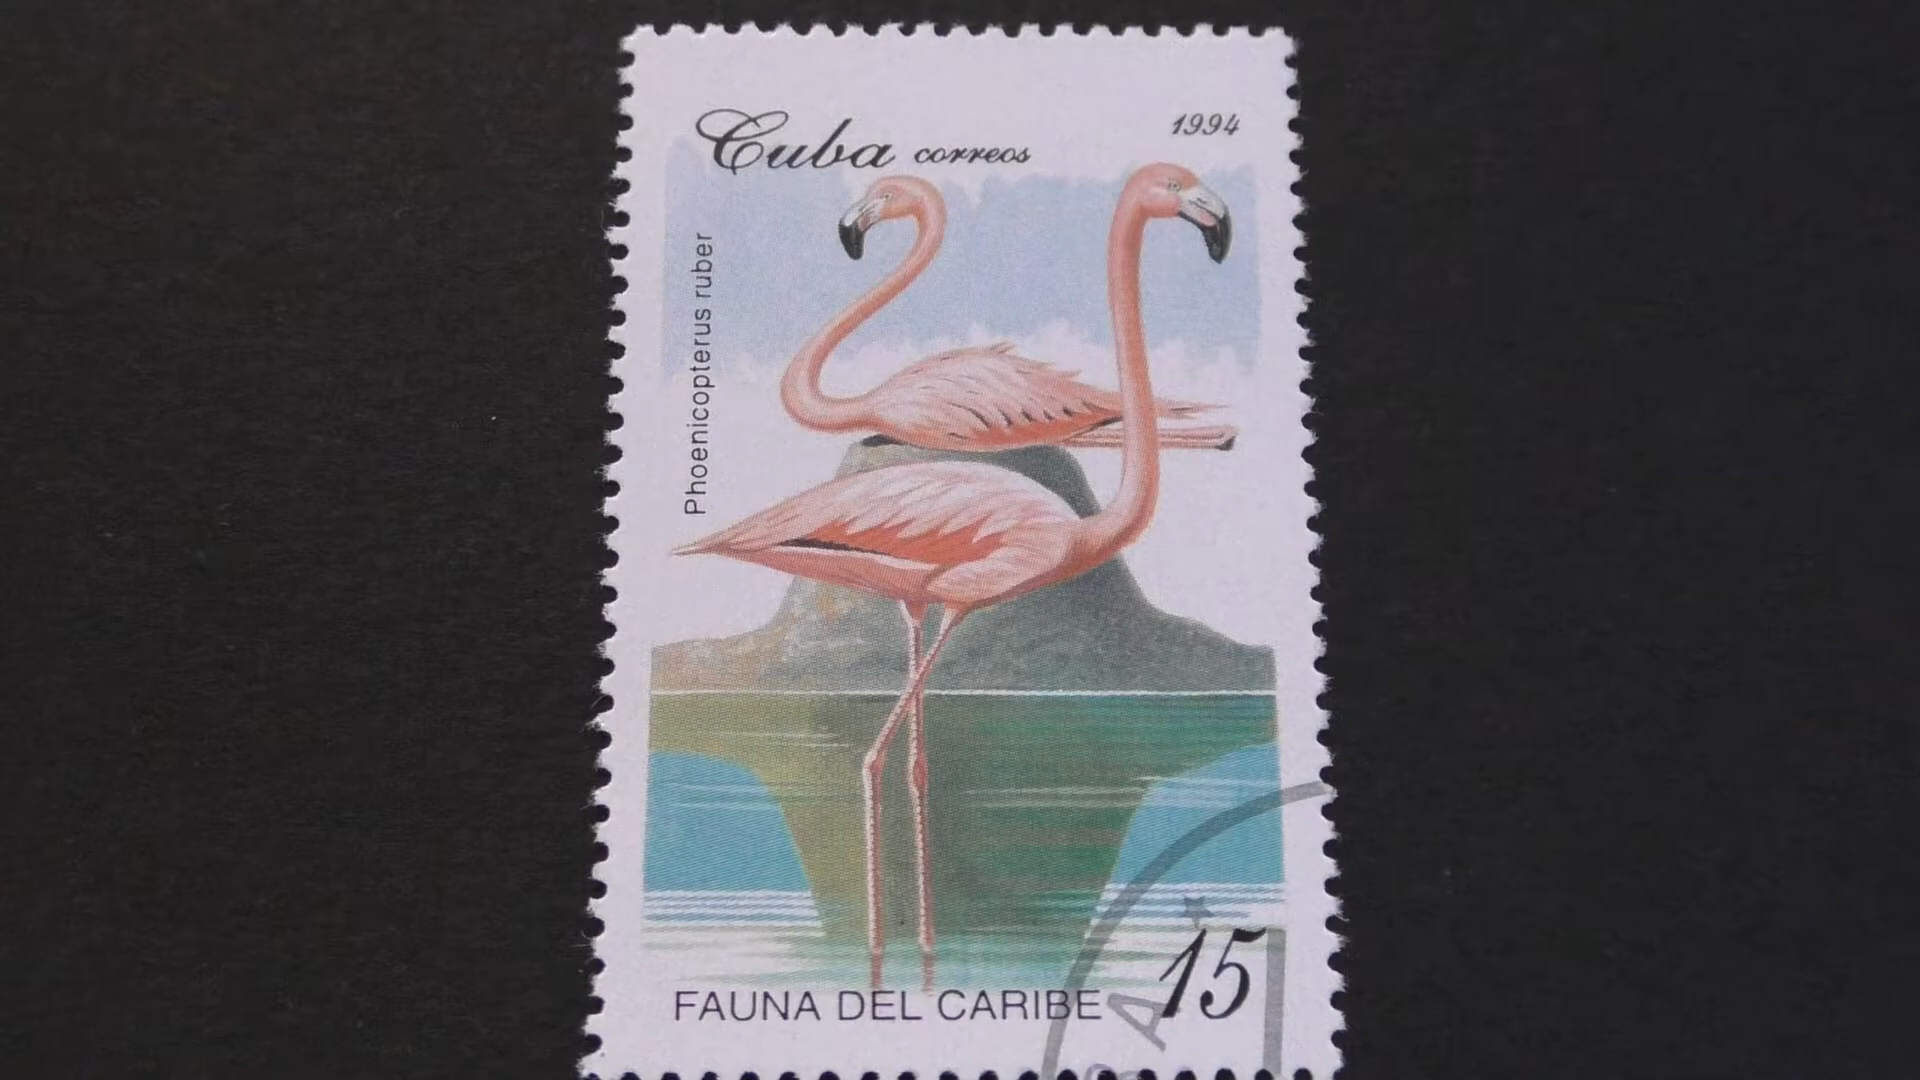 Cuba correos
1994
Phoenicopterus ruber
FAUNA DEL CARIBE
15